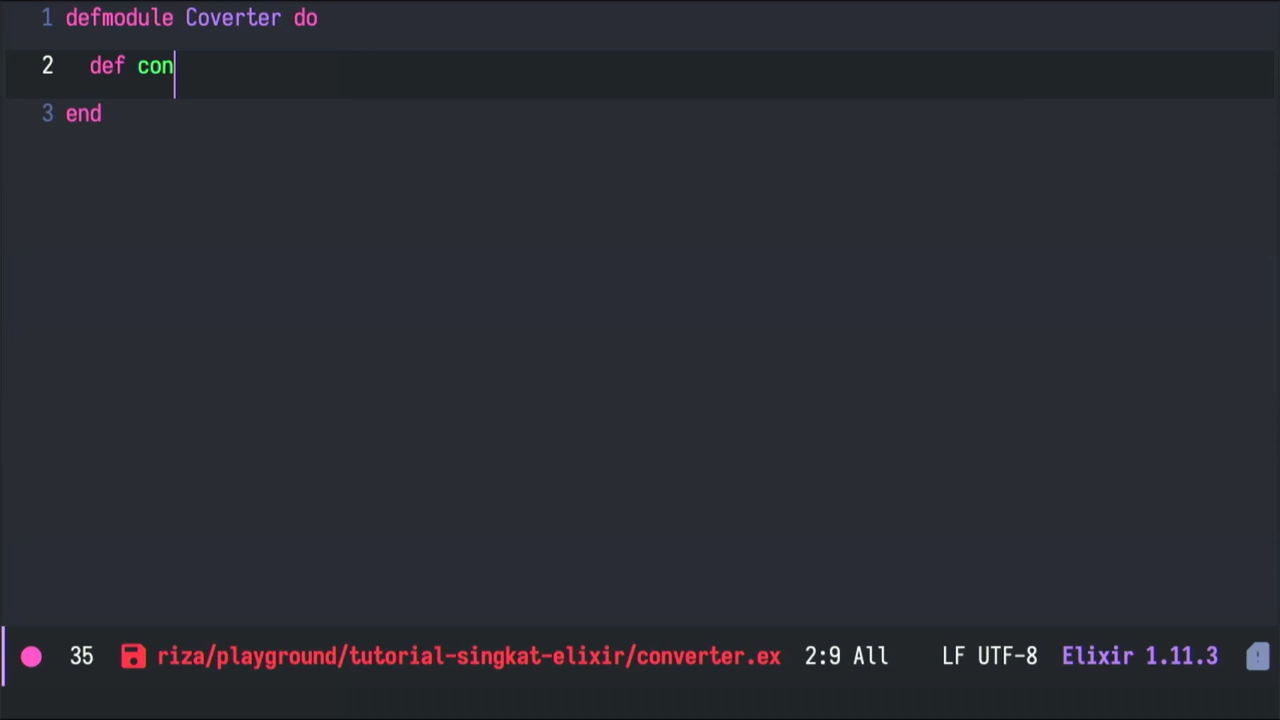 1 defmodule Coverter do
2 def con
3 end
35 riza/playground/tutorial-singkat-elixir/converter.ex 2:9 All LF UTF-8 Elixir 1.11.3